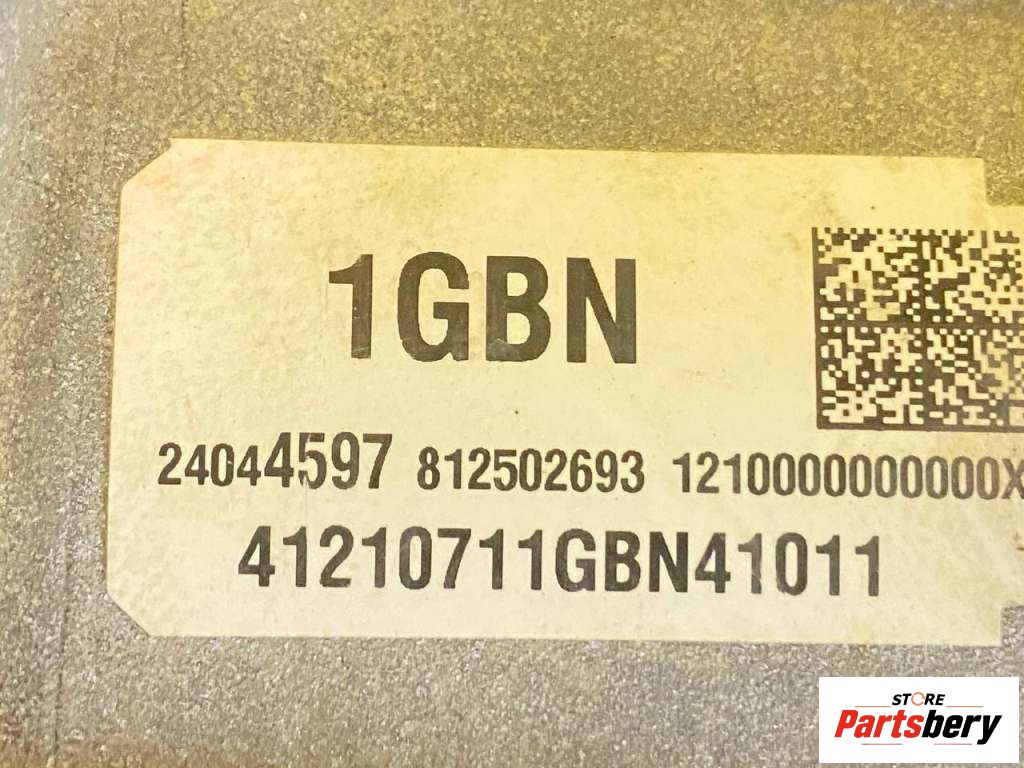 1GBN
24044597 812502693 1210000000000X
41210711GBN41011
STORE
Partsbery